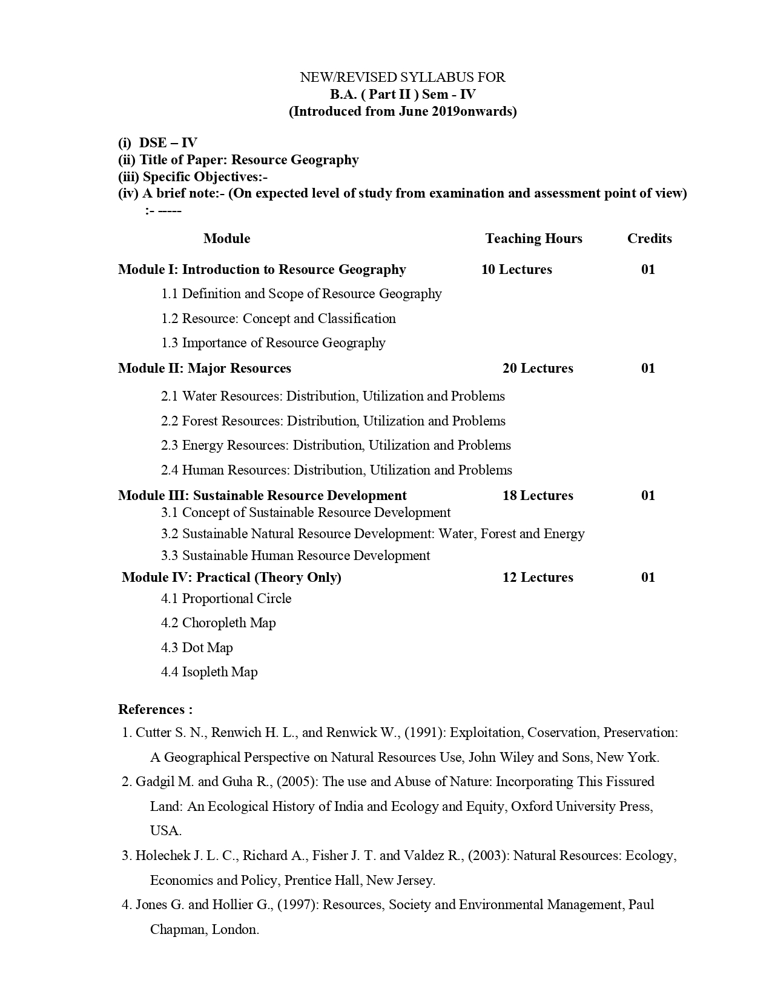 NEW/REVISED SYLLABUS FOR
B.A. ( Part II ) Sem - IV
(Introduced from June 2019onwards)
(i) DSE – IV
(ii) Title of Paper: Resource Geography
(iii) Specific Objectives:-
(iv) A brief note:- (On expected level of study from examination and assessment point of view)
:- -----
Module Teaching Hours Credits
Module I: Introduction to Resource Geography 10 Lectures 01
1.1 Definition and Scope of Resource Geography
1.2 Resource: Concept and Classification
1.3 Importance of Resource Geography
Module II: Major Resources 20 Lectures 01
2.1 Water Resources: Distribution, Utilization and Problems
2.2 Forest Resources: Distribution, Utilization and Problems
2.3 Energy Resources: Distribution, Utilization and Problems
2.4 Human Resources: Distribution, Utilization and Problems
Module III: Sustainable Resource Development 18 Lectures 01
3.1 Concept of Sustainable Resource Development
3.2 Sustainable Natural Resource Development: Water, Forest and Energy
3.3 Sustainable Human Resource Development
Module IV: Practical (Theory Only) 12 Lectures 01
4.1 Proportional Circle
4.2 Choropleth Map
4.3 Dot Map
4.4 Isopleth Map
References :
1. Cutter S. N., Renwich H. L., and Renwick W., (1991): Exploitation, Coservation, Preservation:
A Geographical Perspective on Natural Resources Use, John Wiley and Sons, New York.
2. Gadgil M. and Guha R., (2005): The use and Abuse of Nature: Incorporating This Fissured
Land: An Ecological History of India and Ecology and Equity, Oxford University Press,
USA.
3. Holechek J. L. C., Richard A., Fisher J. T. and Valdez R., (2003): Natural Resources: Ecology,
Economics and Policy, Prentice Hall, New Jersey.
4. Jones G. and Hollier G., (1997): Resources, Society and Environmental Management, Paul
Chapman, London.